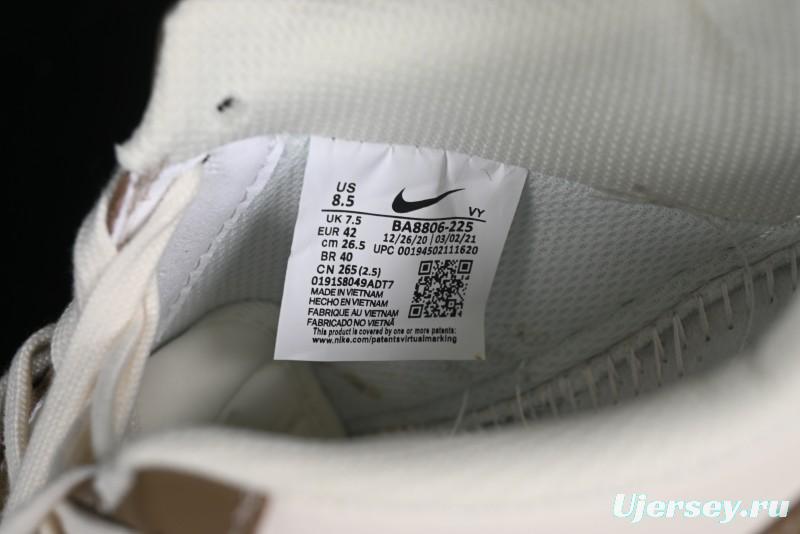 US
8.5
VY
UK 7.5
BA8806-225
EUR 42
12/26/20 | 03/02/21
cm 26.5
UPC 00194502111620
BR 40
CN 265(2.5)
0191S8049ADT7
MADE IN VIETNAM
HECHO EN VIETNAM
FABRIQUE AU VIETNAM
FABRICADO NO VIETNÃ
This product is covered by one or more patents:
www.nike.com/patentsvirtualmarking
Ujersey.ru